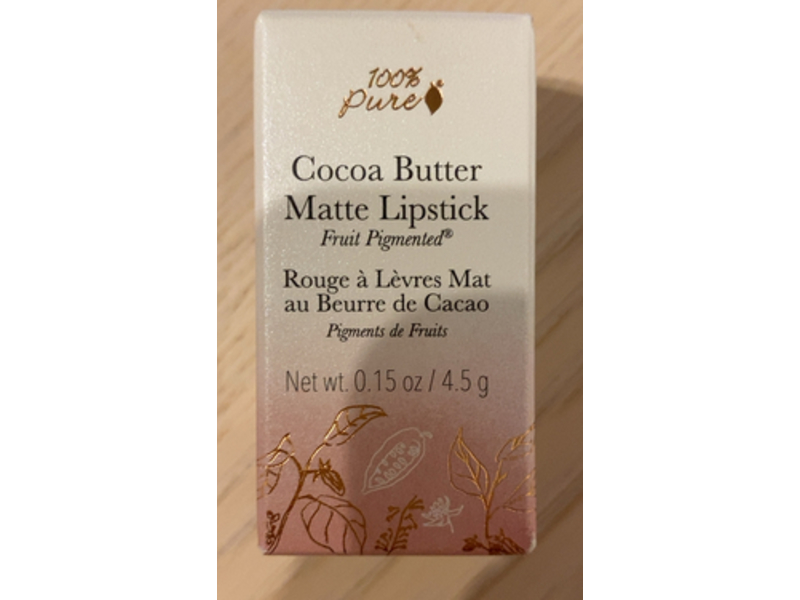 100%
Pure
Cocoa Butter
Matte Lipstick
Fruit Pigmented®
Rouge à Lèvres Mat
au Beurre de Cacao
Pigments de Fruits
Net wt. 0.15 oz / 4.5 g